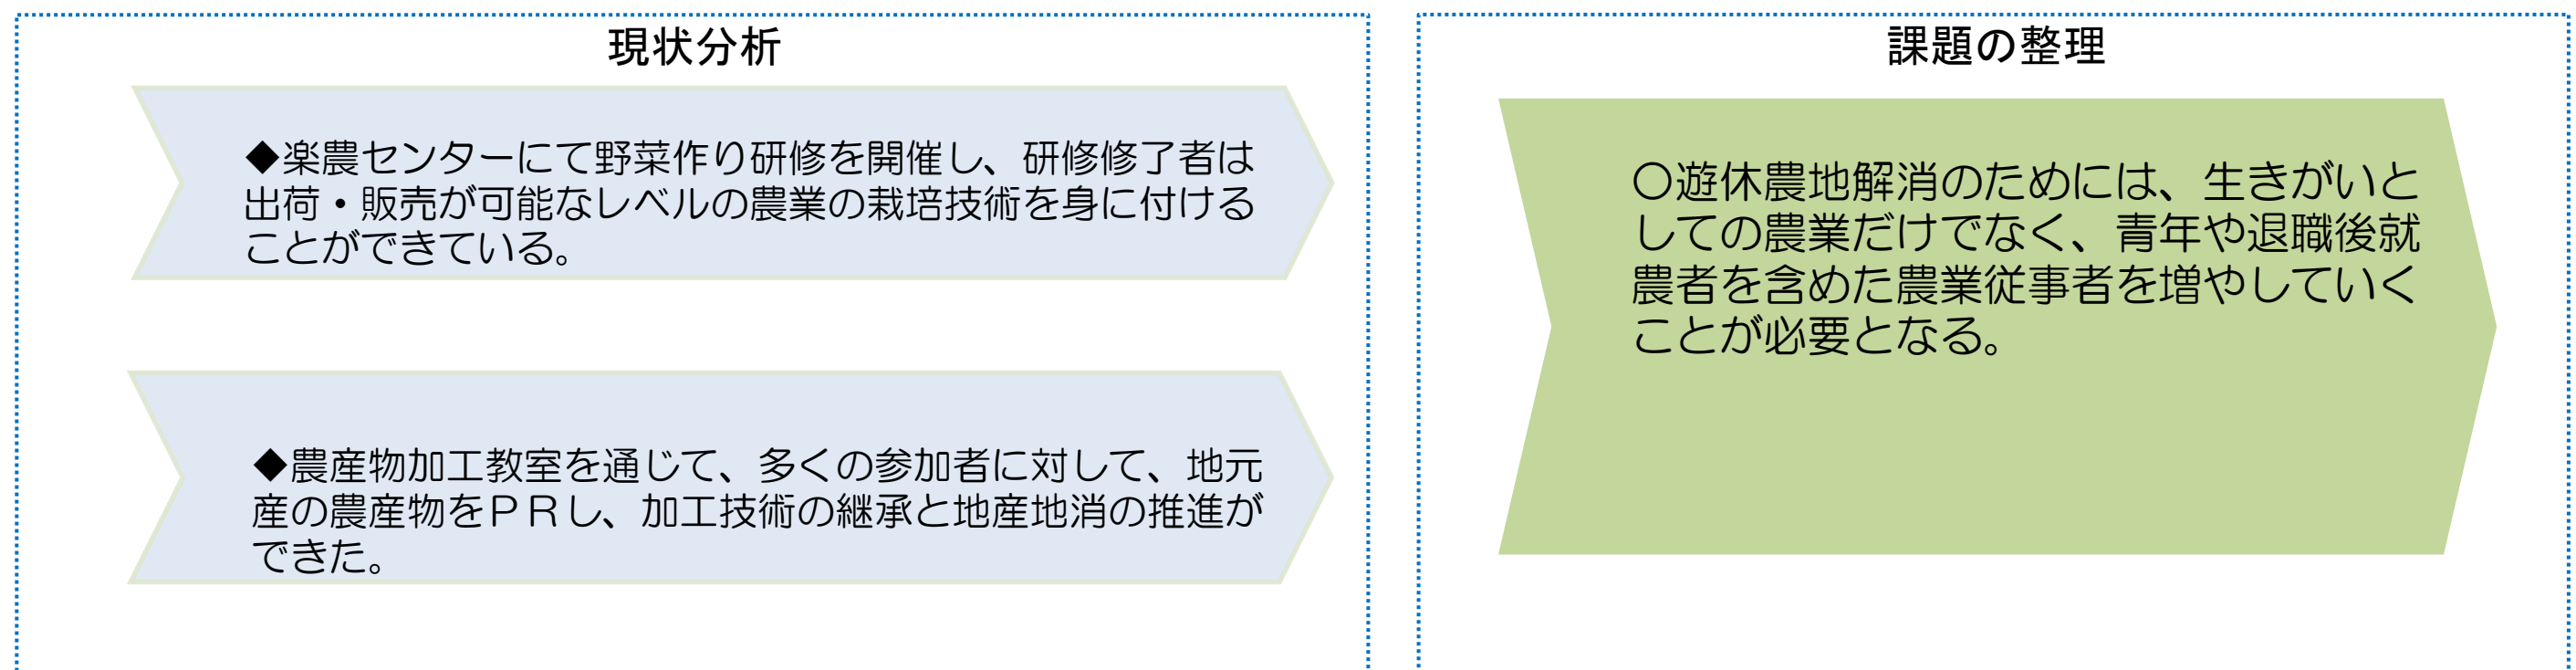 現状分析
◆楽農センターにて野菜作り研修を開催し、研修修了者は
出荷・販売が可能なレベルの農業の栽培技術を身に付ける
ことができている。
◆農産物加工教室を通じて、多くの参加者に対して、地元
産の農産物をＰＲし、加工技術の継承と地産地消の推進が
できた。
課題の整理
〇遊休農地解消のためには、生きがいと
しての農業だけでなく、青年や退職後就
農者を含めた農業従事者を増やしていく
ことが必要となる。